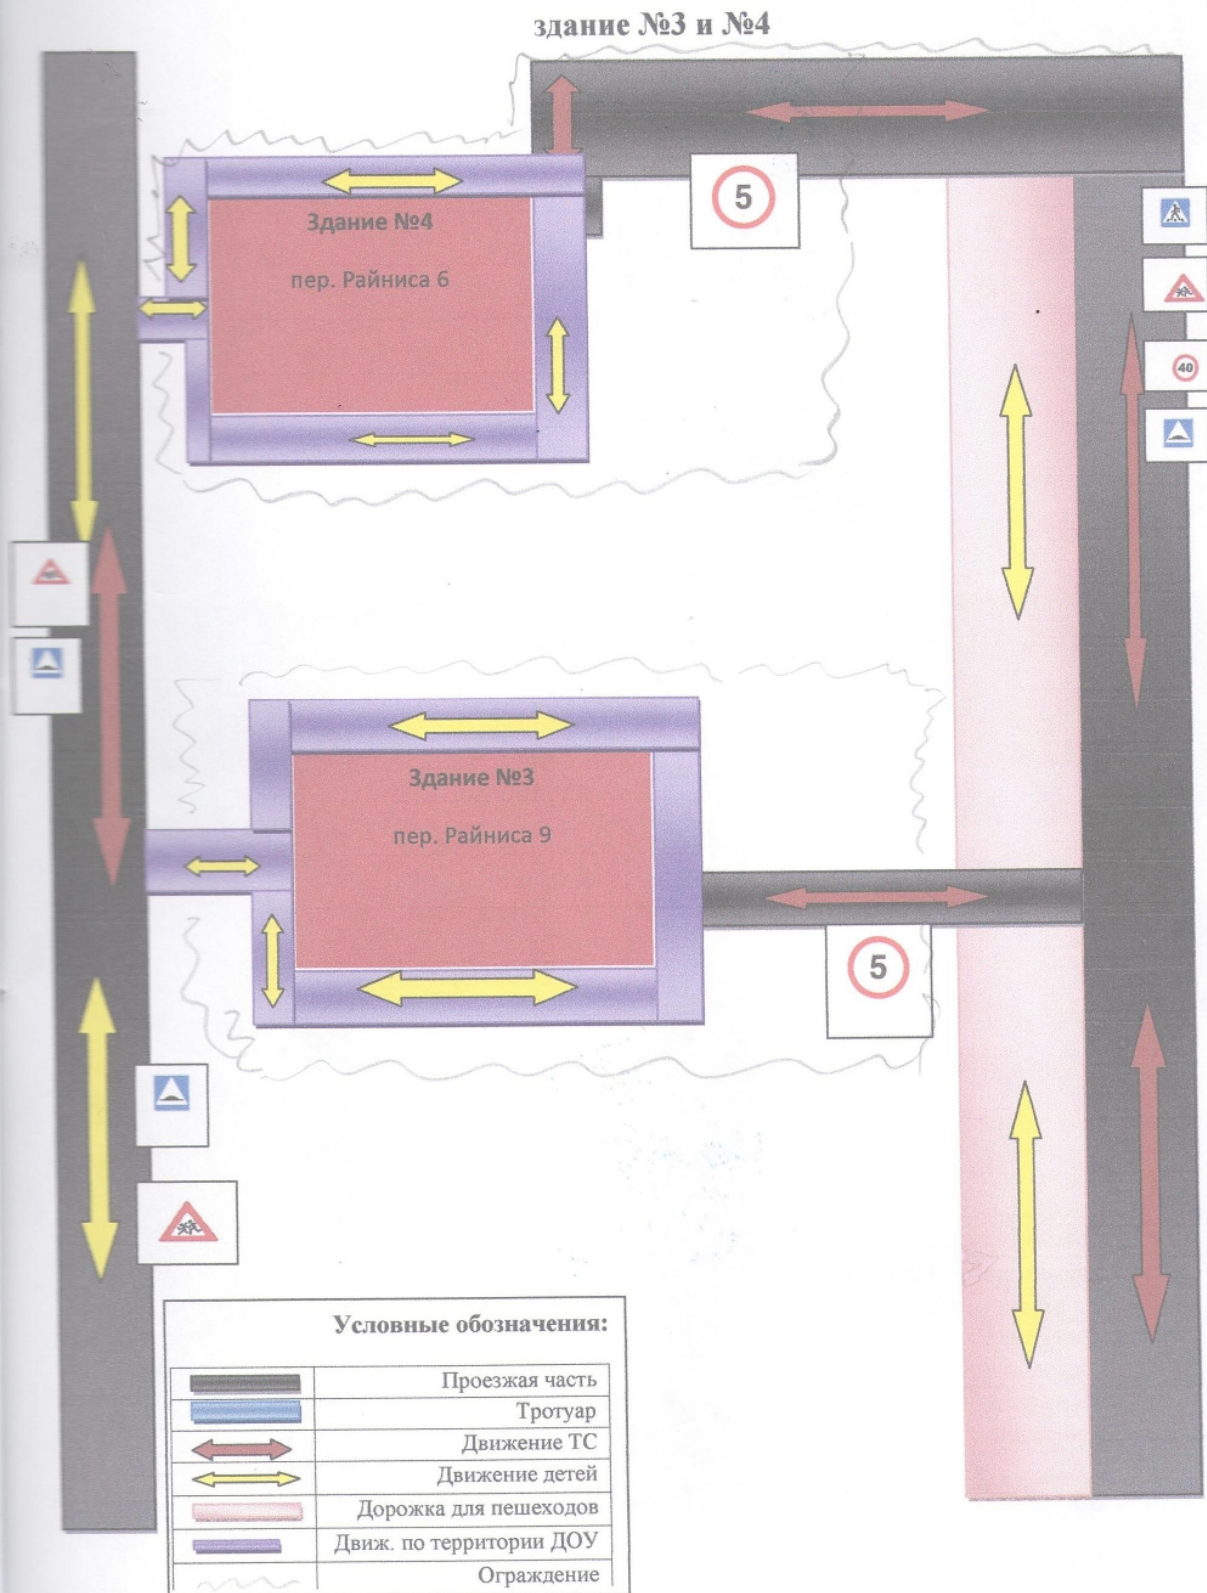 здание №3 и №4
5
Здание №4
пер. Райниса 6
40
Здание №3
пер. Райниса 9
5
Условные обозначения:
Проезжая часть
Тротуар
Движение ТС
Движение детей
Дорожка для пешеходов
Движ. по территории ДОУ
Ограждение